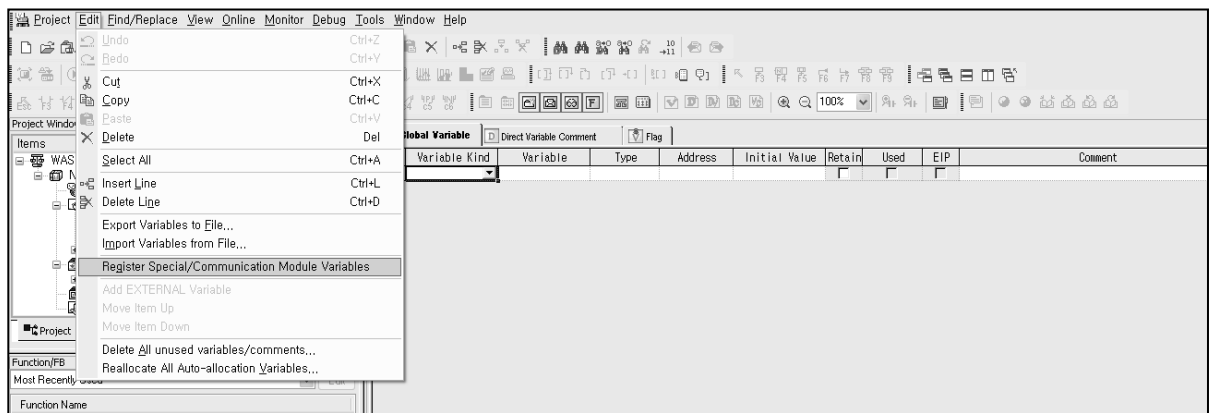 Project Edit Find/Replace View Online Monitor Debug Tools Window Help
Undo Ctrl+Z
Redo Ctrl+Y
Cut Ctrl+X
Copy Ctrl+C
Paste Ctrl+V
Delete Del
Select All Ctrl+A
Insert Line Ctrl+L
Delete Line Ctrl+D
Export Variables to File...
Import Variables from File...
Register Special/Communication Module Variables
Add EXTERNAL Variable
Move Item Up
Move Item Down
Delete All unused variables/comments...
Reallocate All Auto-allocation Variables...
100%
Project
Items
WAS
Project
Function/FB
Most Recently
Function Name
Variable Direct Variable Comment Flag
Variable Kind Variable Type Address Initial Value Retain Used EIP Comment